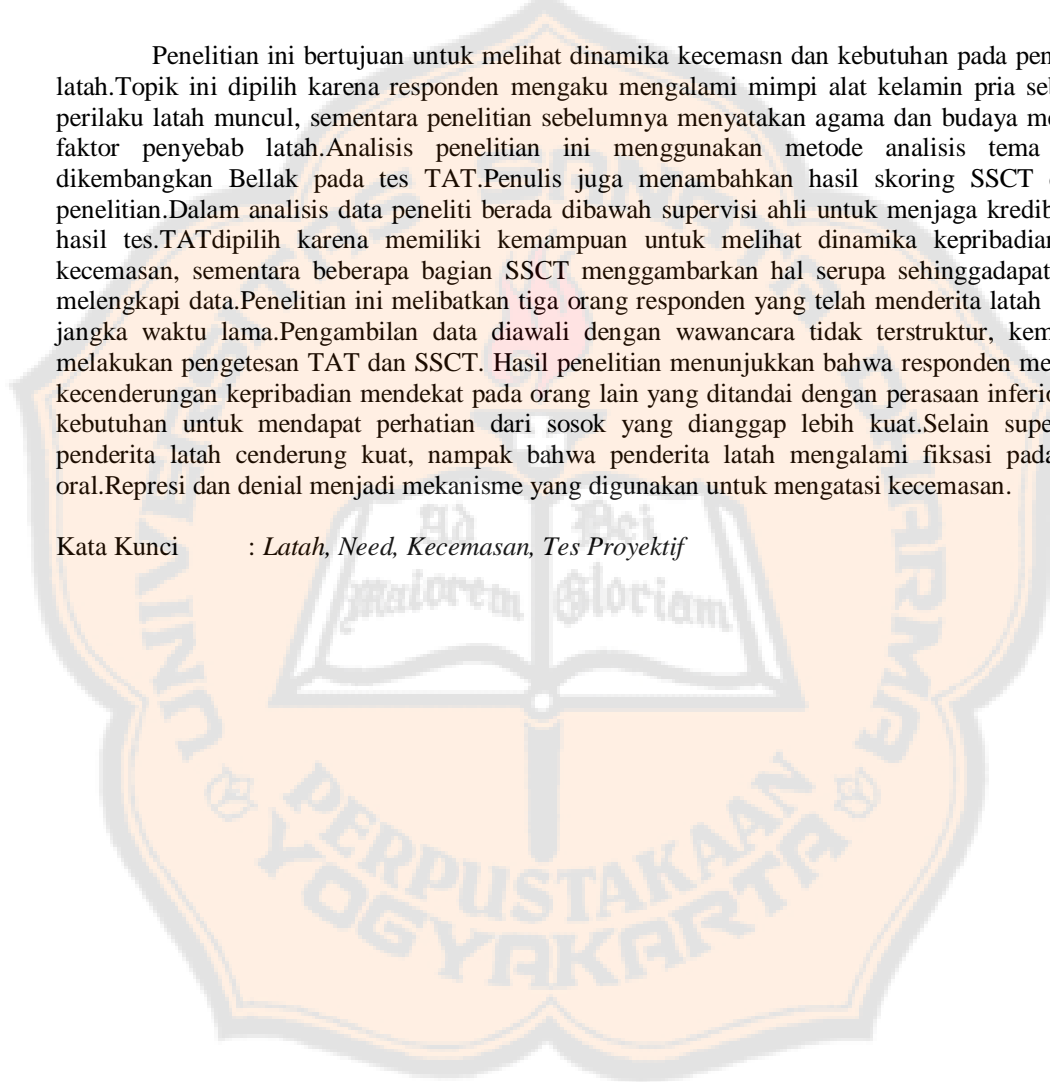 Penelitian ini bertujuan untuk melihat dinamika kecemasn dan kebutuhan pada pen
latah.Topik ini dipilih karena responden mengaku mengalami mimpi alat kelamin pria seb
perilaku latah muncul, sementara penelitian sebelumnya menyatakan agama dan budaya me
faktor penyebab latah.Analisis penelitian ini menggunakan metode analisis tema
dikembangkan Bellak pada tes TAT.Penulis juga menambahkan hasil skoring SSCT
penelitian.Dalam analisis data peneliti berada dibawah supervisi ahli untuk menjaga kredib
hasil tes.TATdipilih karena memiliki kemampuan untuk melihat dinamika kepribadian
kecemasan, sementara beberapa bagian SSCT menggambarkan hal serupa sehinggadapat
melengkapi data.Penelitian ini melibatkan tiga orang responden yang telah menderita latah
jangka waktu lama.Pengambilan data diawali dengan wawancara tidak terstruktur, kem
melakukan pengetesan TAT dan SSCT. Hasil penelitian menunjukkan bahwa responden me
kecenderungan kepribadian mendekat pada orang lain yang ditandai dengan perasaan inferio
kebutuhan untuk mendapat perhatian dari sosok yang dianggap lebih kuat.Selain supe
penderita latah cenderung kuat, nampak bahwa penderita latah mengalami fiksasi pada
oral.Represi dan denial menjadi mekanisme yang digunakan untuk mengatasi kecemasan.
Kata Kunci : Latah, Need, Kecemasan, Tes Proyektif
UNIVERSITAS SANATA DHARMA
Ad Dei
Maiorem Gloriam
PERPUSTAKAAN
YOGYAKARTA